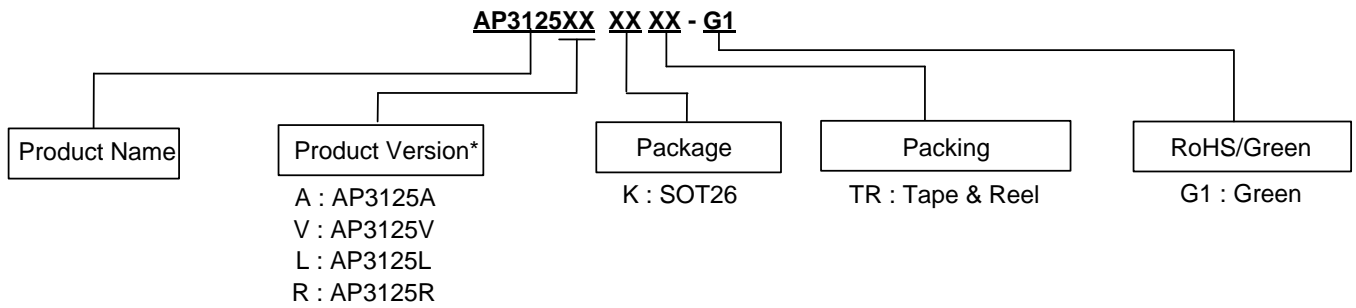 AP3125XX XX XX - G1
Product Name
Product Version*
Package
Packing
RoHS/Green
A : AP3125A
K : SOT26
TR : Tape & Reel
G1 : Green
V : AP3125V
L : AP3125L
R : AP3125R